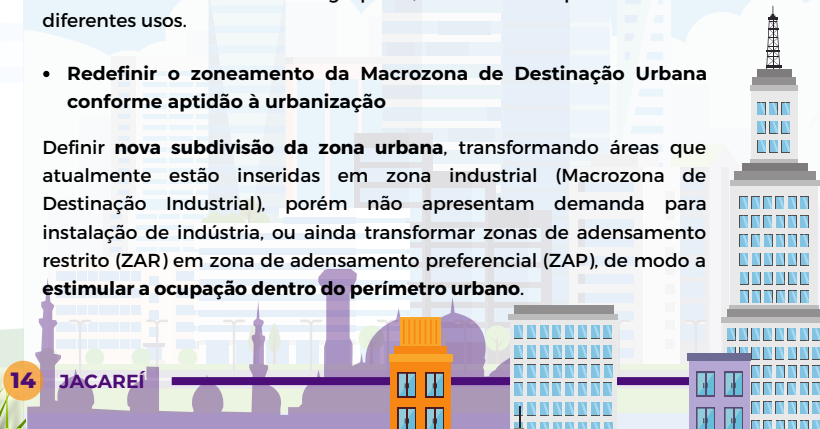 diferentes usos.
• Redefinir o zoneamento da Macrozona de Destinação Urbana
conforme aptidão à urbanização
Definir nova subdivisão da zona urbana, transformando áreas que
atualmente estão inseridas em zona industrial (Macrozona de
Destinação Industrial), porém não apresentam demanda para
instalação de indústria, ou ainda transformar zonas de adensamento
restrito (ZAR) em zona de adensamento preferencial (ZAP), de modo a
estimular a ocupação dentro do perímetro urbano.
14 JACAREÍ